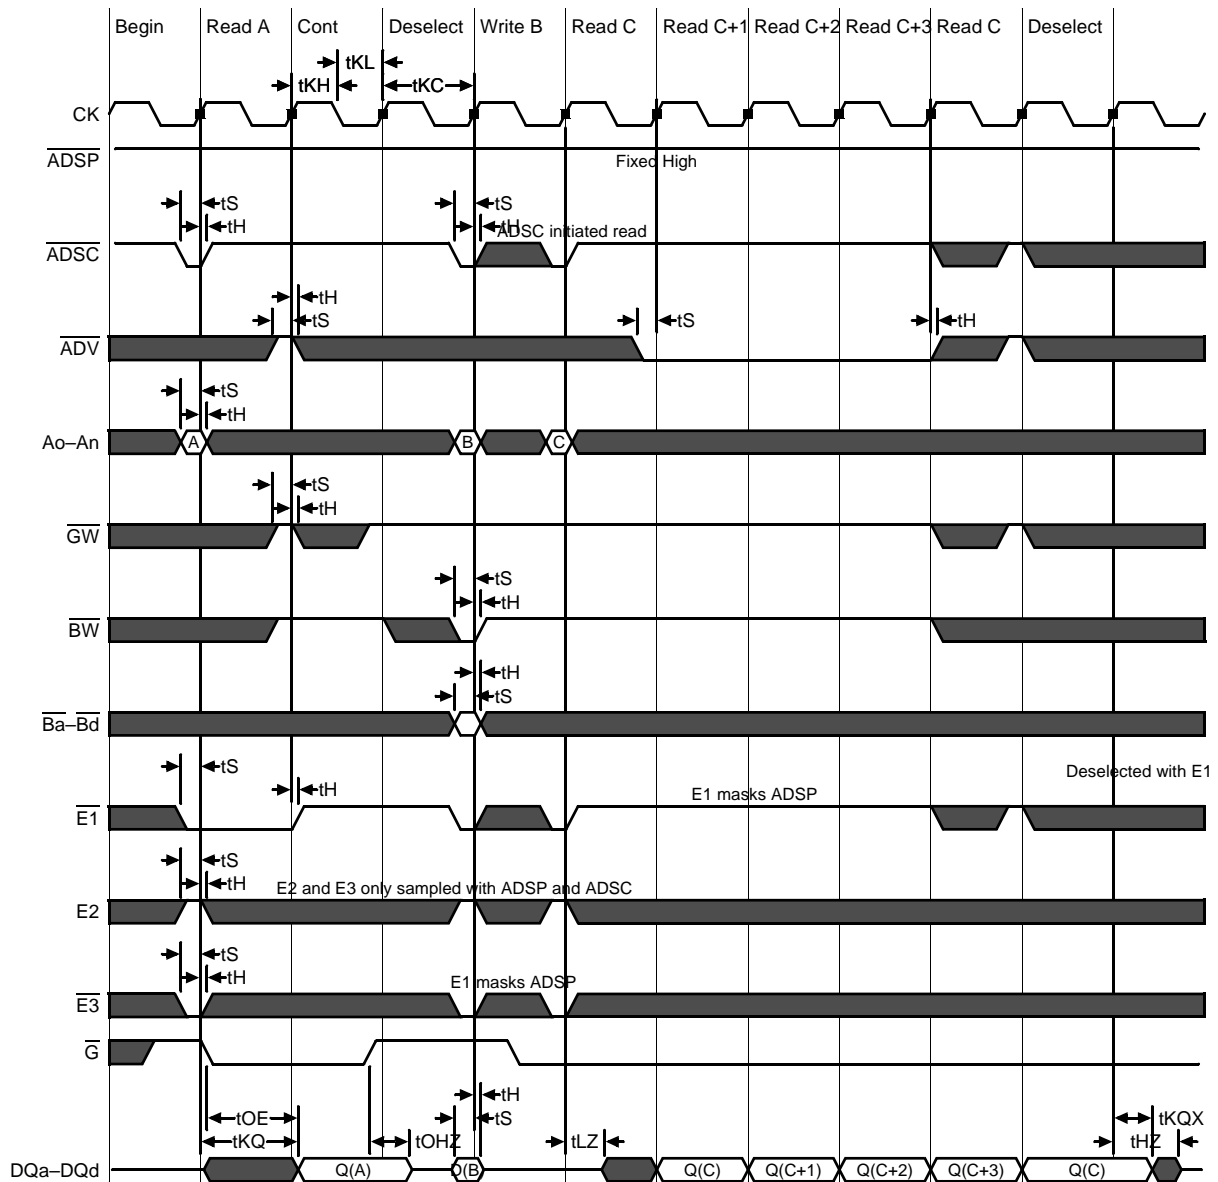 Begin Read A Cont Deselect Write B Read C Read C+1 Read C+2 Read C+3 Read C Deselect
tKL
tKH tKC
CK
ADSP Fixed High
tS tS
tH tH
ADSC initiated read
ADSC
tH
tS tS tH
ADV
tS
tH
Ao–An A B C
tS
tH
GW
tS
tH
BW
tH
tS
Ba–Bd
tS Deselected with E1
tH
E1 masks ADSP
E1
tS
tH
E2 and E3 only sampled with ADSP and ADSC
E2
tS
tH
E1 masks ADSP
E3
G
tH
tOE tS tKQX
tKQ tOHZ tLZ tHZ
DQa–DQd Q(A) D(B) Q(C) Q(C+1) Q(C+2) Q(C+3) Q(C)